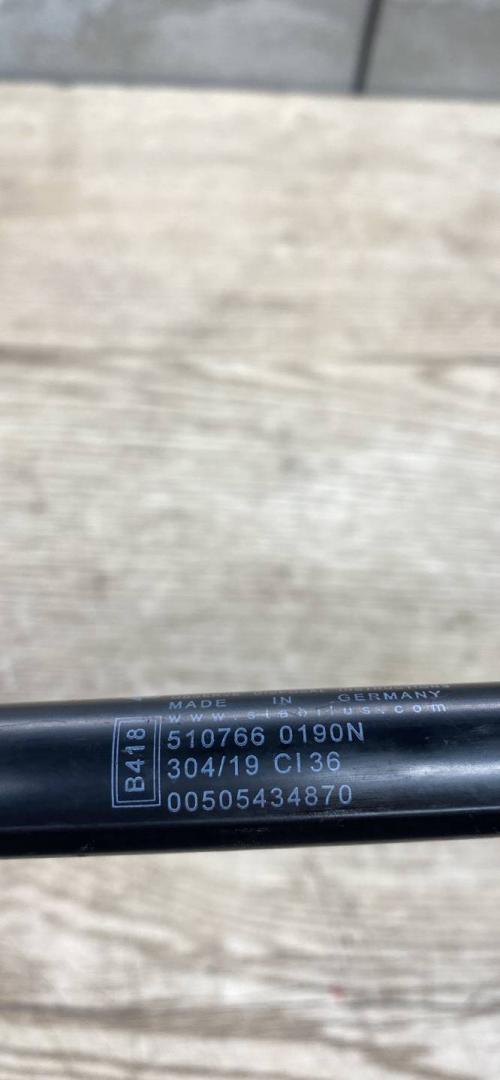 MADE IN GERMANY
www.stabilus.com
B418
510766 0190N
304/19 CI36
00505434870